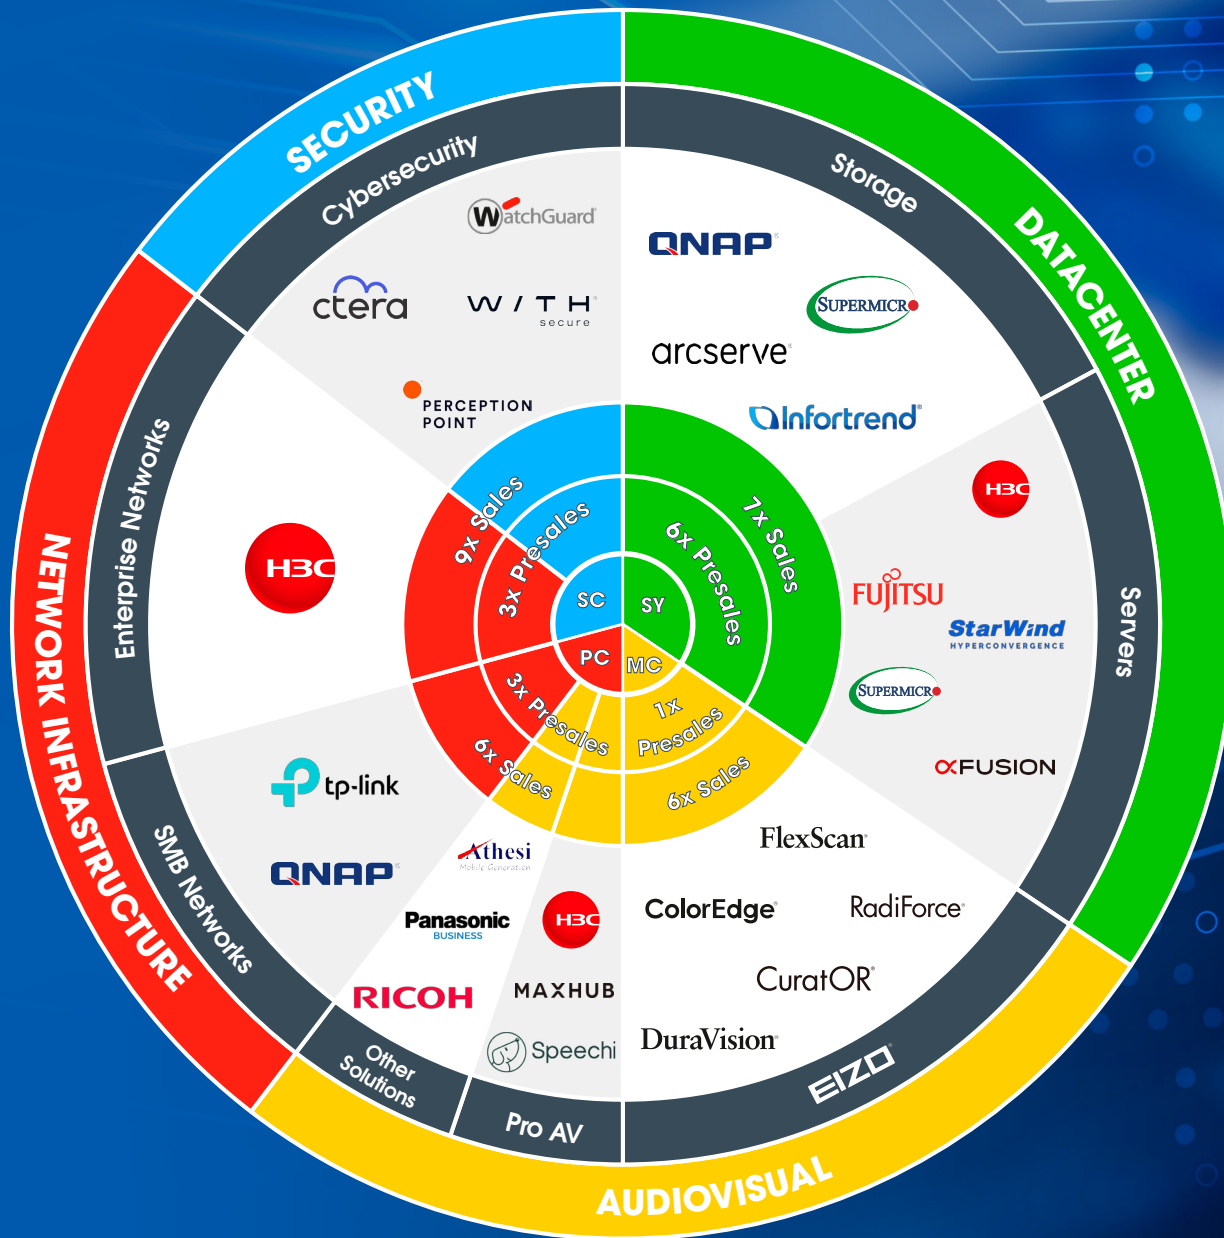 SECURITY
Cybersecurity
WatchGuard
ctera
W/TH
secure
PERCEPTION
POINT
DATACENTER
Storage
QNAP
SUPERMICRO
arcserve
Infortrend
Servers
H3C
FUJITSU
StarWind
HYPERCONVERGENCE
SUPERMICRO
XFUSION
NETWORK INFRASTRUCTURE
Enterprise Networks
H3C
SMB Networks
tp-link
QNAP
AUDIOVISUAL
Other
Solutions
Athesi
Mobile Generation
Panasonic
BUSINESS
RICOH
Pro AV
H3C
MAXHUB
Speechi
EIZO
FlexScan
ColorEdge
RadiForce
CuratOR
DuraVision
9x Sales
3x Presales
SC
7x Sales
6x Presales
SY
PC
3x Presales
6x Sales
MC
1x
Presales
6x Sales